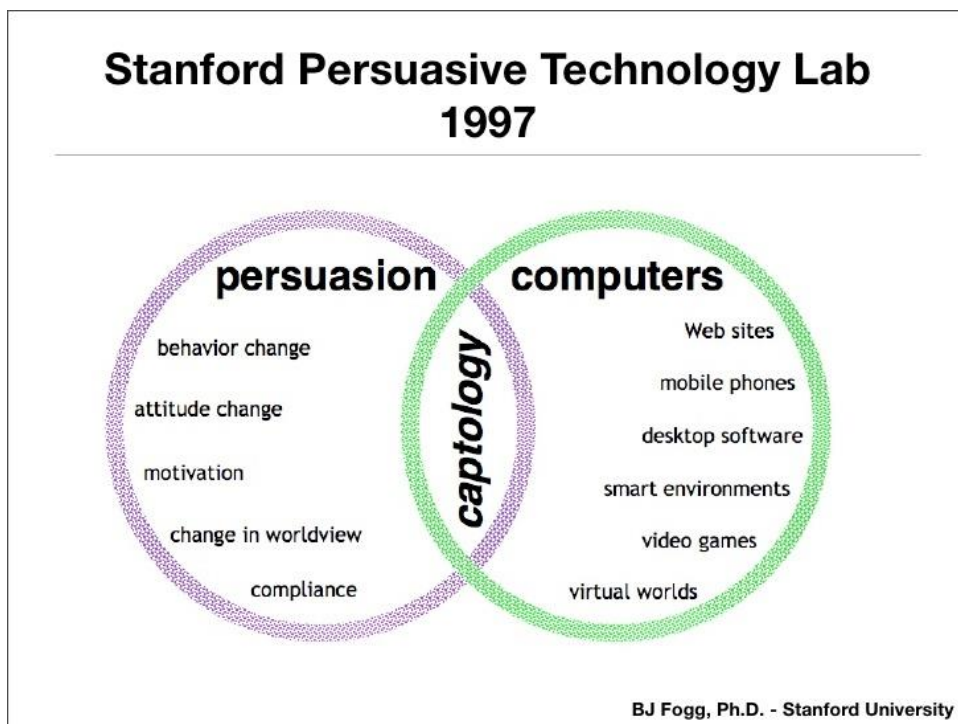 Stanford Persuasive Technology Lab
1997
persuasion
behavior change
attitude change
motivation
change in worldview
compliance
captology
computers
Web sites
mobile phones
desktop software
smart environments
video games
virtual worlds
BJ Fogg, Ph.D. - Stanford University